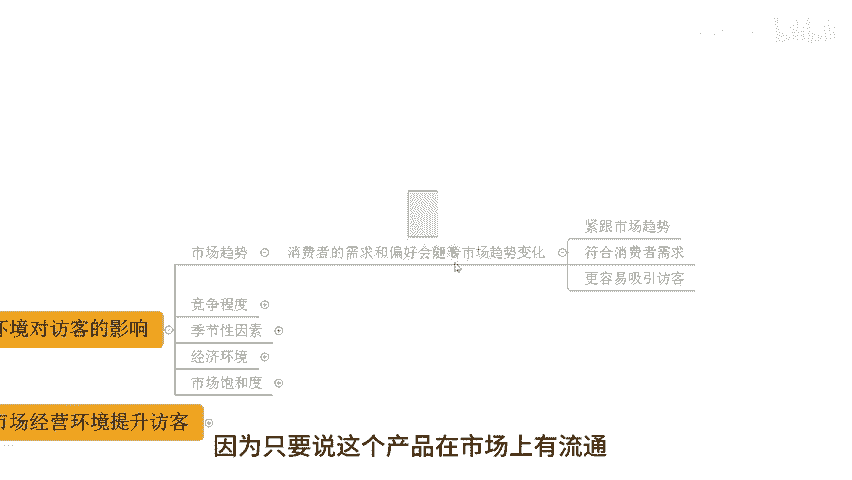 紧跟市场趋势
市场趋势 消费者的需求和偏好会随着市场趋势变化 符合消费者需求
更容易吸引访客
竞争程度
季节性因素
环境对访客的影响
经济环境
市场饱和度
市场经营环境提升访客
因为只要说这个产品在市场上有流通